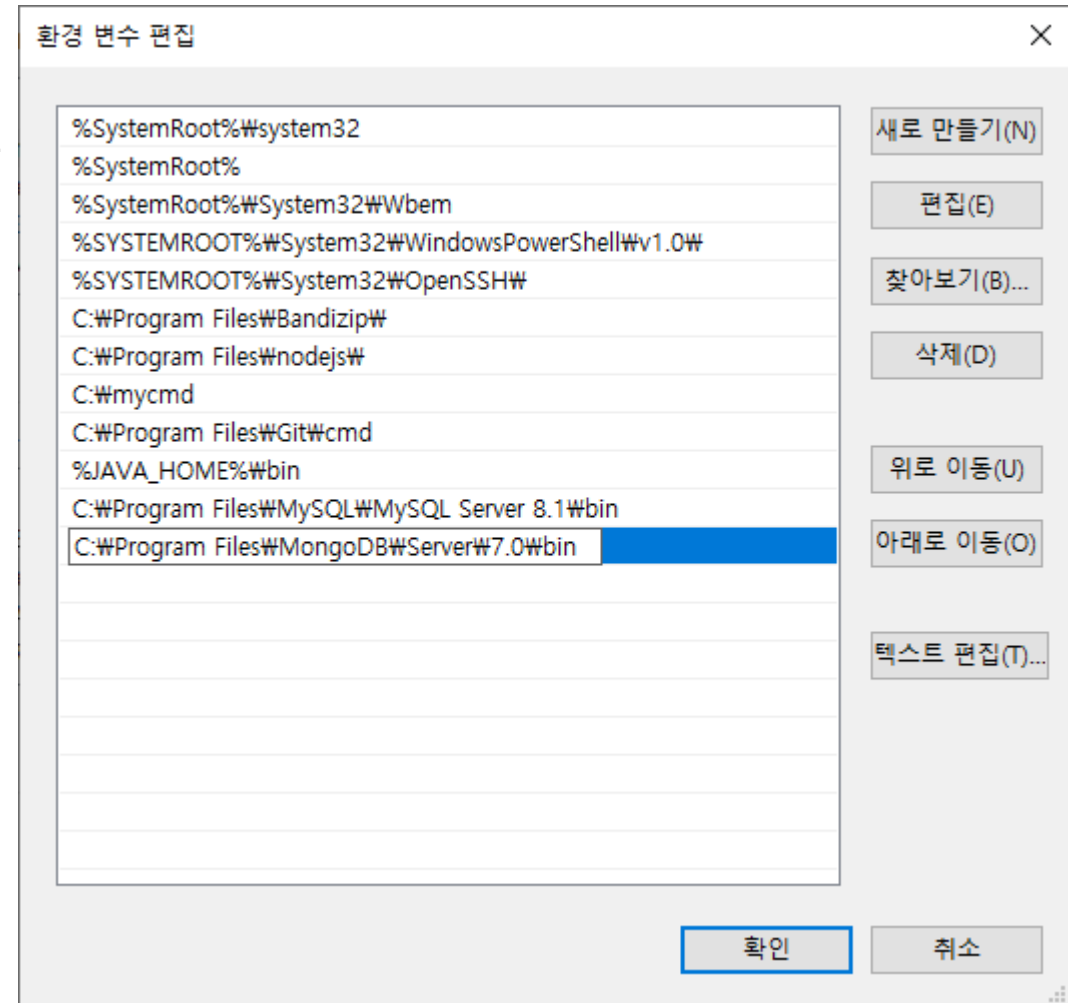 환경 변수 편집
%SystemRoot%₩system32
%SystemRoot%
%SystemRoot%₩System32₩Wbem
%SYSTEMROOT%₩System32₩WindowsPowerShell₩v1.0₩
%SYSTEMROOT%₩System32₩OpenSSH₩
C:₩Program Files₩Bandizip₩
C:₩Program Files₩nodejs₩
C:₩mycmd
C:₩Program Files₩Git₩cmd
%JAVA_HOME%₩bin
C:₩Program Files₩MySQL₩MySQL Server 8.1₩bin
C:₩Program Files₩MongoDB₩Server₩7.0₩bin
새로 만들기(N)
편집(E)
찾아보기(B)...
삭제(D)
위로 이동(U)
아래로 이동(O)
텍스트 편집(T)...
확인
취소